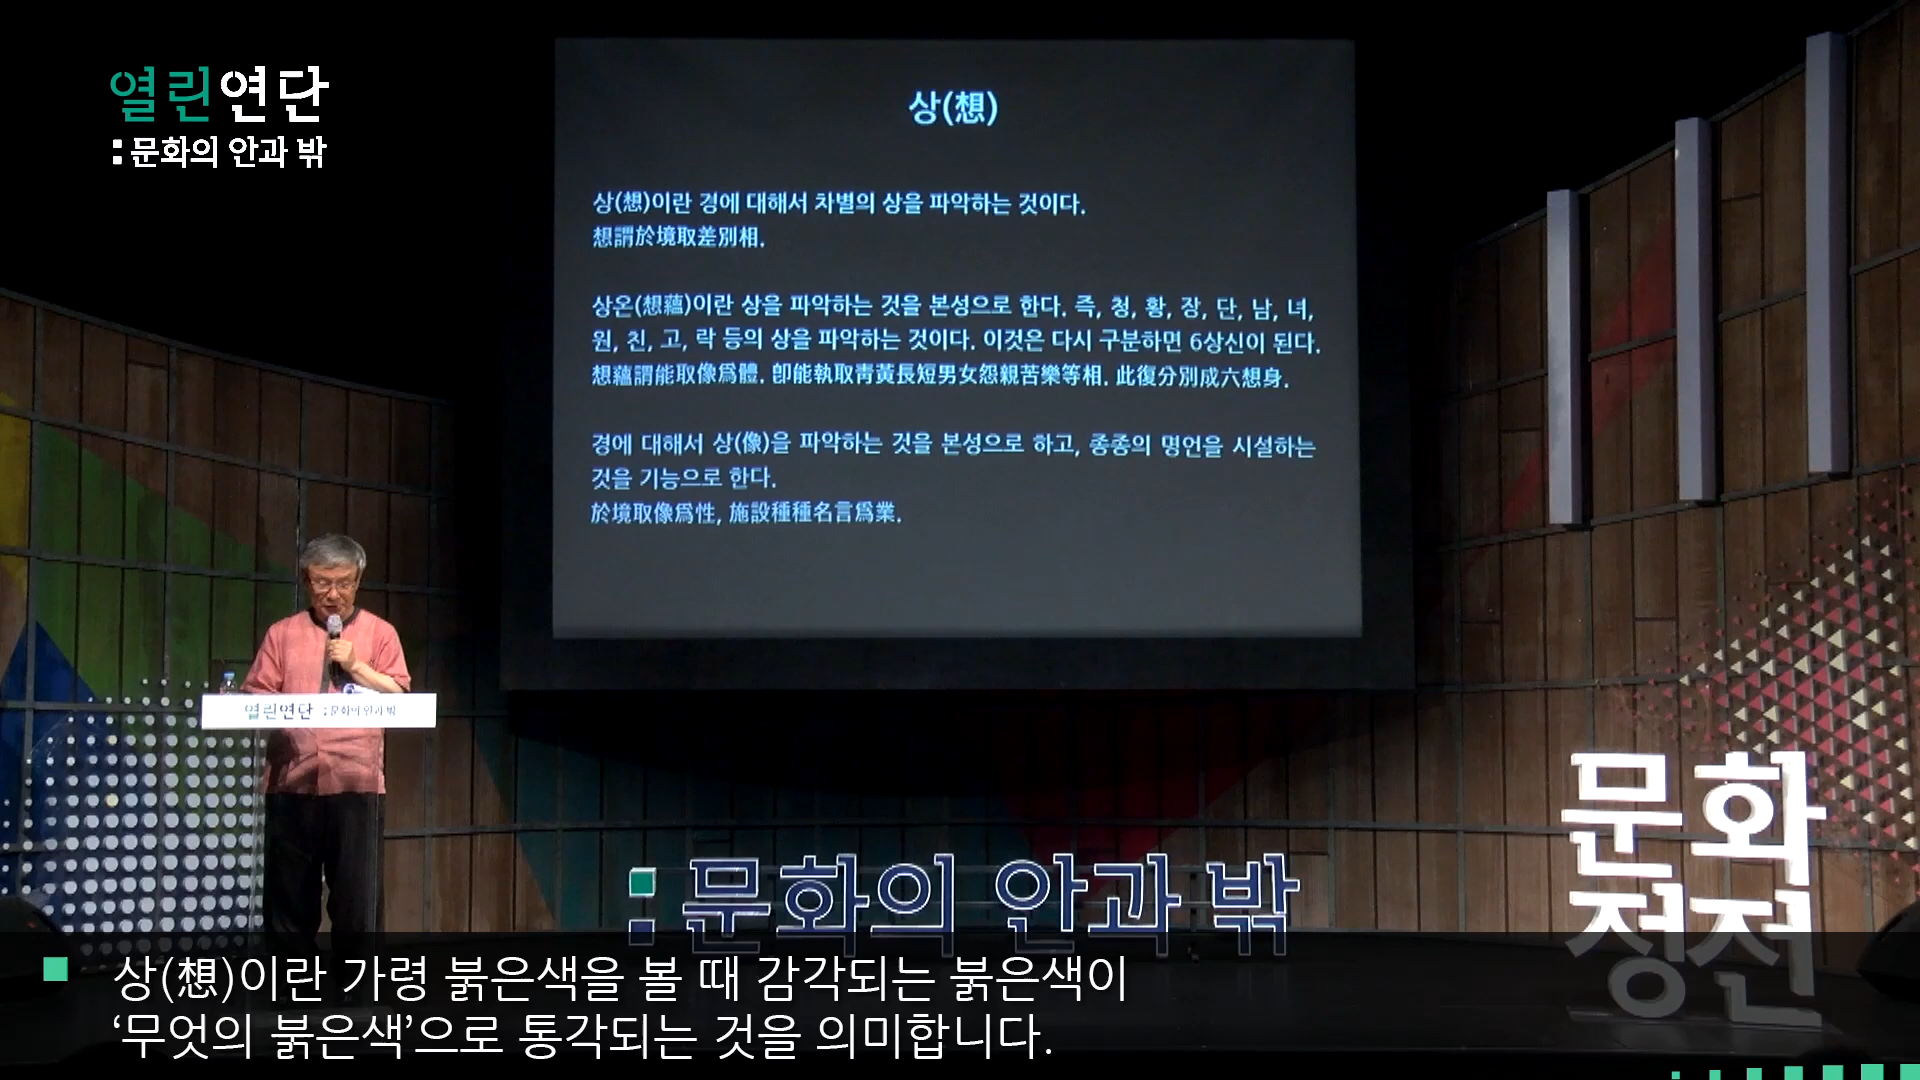 열린연단
:문화의 안과 밖
상(想)
상(想)이란 경에 대해서 차별의 상을 파악하는 것이다.
想謂於境取差別相.
상온(想蘊)이란 상을 파악하는 것을 본성으로 한다. 즉, 청, 황, 장, 단, 남, 녀,
원, 친, 고, 락 등의 상을 파악하는 것이다. 이것은 다시 구분하면 6상신이 된다.
想蘊謂能取像爲體. 卽能執取靑黃長短男女怨親苦樂等相. 此復分別成六想身.
경에 대해서 상(像)을 파악하는 것을 본성으로 하고, 종종의 명언을 시설하는
것을 기능으로 한다.
於境取像爲性, 施設種種名言爲業.
열린연단 :문화의 안과 밖
문화
정전
:문화의 안과 밖
상(想)이란 가령 붉은색을 볼 때 감각되는 붉은색이
‘무엇의 붉은색’으로 통각되는 것을 의미합니다.